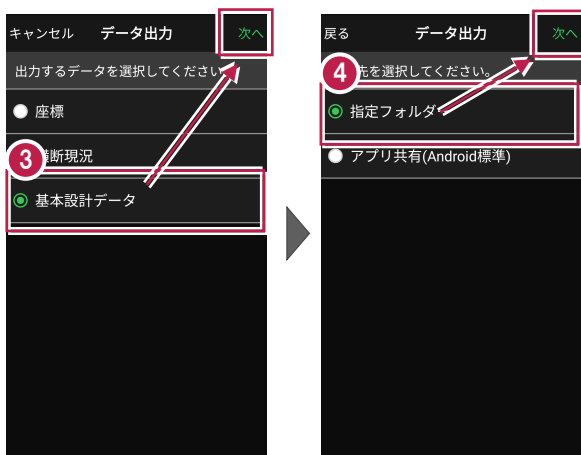 キャンセル データ出力 次へ
出力するデータを選択してください
座標
3 断現況
基本設計データ
戻る データ出力 次へ
4 先を選択してください。
指定フォルダ
アプリ共有(Android標準)